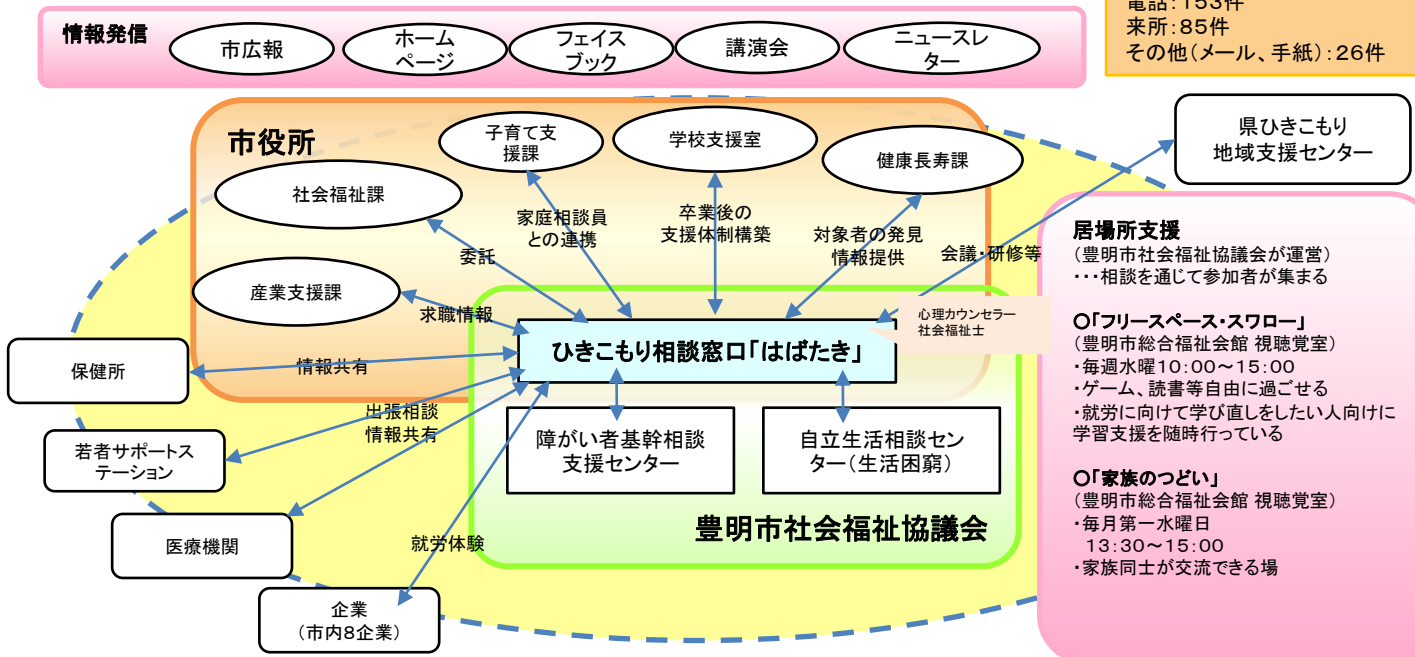 情報発信
市広報
ホーム
ページ
フェイス
ブック
講演会
ニュースレ
ター
電話：153件
来所：85件
その他（メール、手紙）：26件
市役所
子育て支
援課
学校支援室
健康長寿課
社会福祉課
産業支援課
県ひきこもり
地域支援センター
家庭相談員
との連携
卒業後の
支援体制構築
対象者の発見
情報提供
会議・研修等
委託
求職情報
心理カウンセラー
社会福祉士
ひきこもり相談窓口「はばたき」
保健所
情報共有
出張相談
情報共有
若者サポートス
テーション
医療機関
就労体験
企業
（市内8企業）
障がい者基幹相談
支援センター
自立生活相談セン
ター（生活困窮）
豊明市社会福祉協議会
居場所支援
（豊明市社会福祉協議会が運営）
・・・相談を通じて参加者が集まる
○「フリースペース・スワロー」
（豊明市総合福祉会館 視聴覚室）
・毎週水曜10：00～15：00
・ゲーム、読書等自由に過ごせる
・就労に向けて学び直しをしたい人向けに
学習支援を随時行っている
○「家族のつどい」
（豊明市総合福祉会館 視聴覚室）
・毎月第一水曜日
13：30～15：00
・家族同士が交流できる場